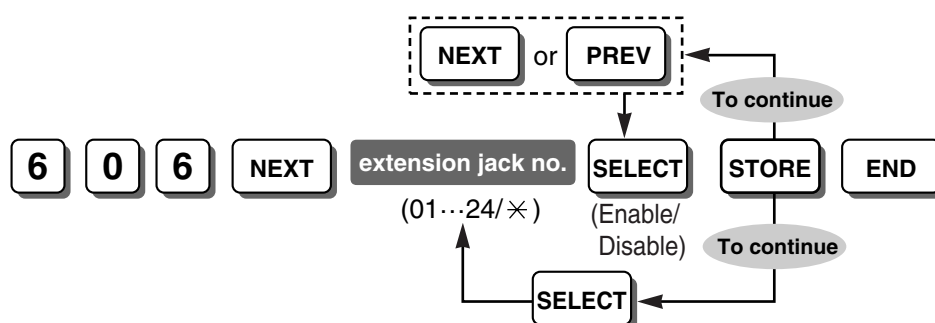 NEXT or PREV
To continue
6 0 6 NEXT extension jack no. SELECT STORE END
(01···24/✳) (Enable/
Disable)
To continue
SELECT